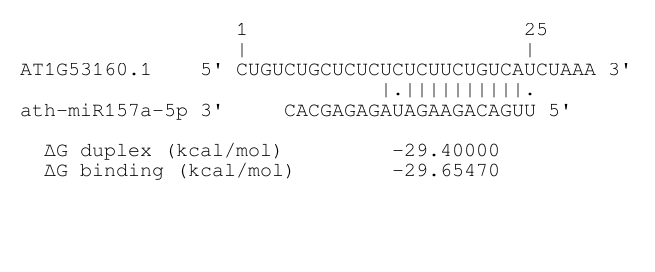 1 25
| |
AT1G53160.1 5' CUGUCUGCUCUCUCUCUUCUGUCAUCUAAA 3'
|.||||||||||.
ath-miR157a-5p 3' CACGAGAGAUAGAAGACAGUU 5'
ΔG duplex (kcal/mol) -29.40000
ΔG binding (kcal/mol) -29.65470